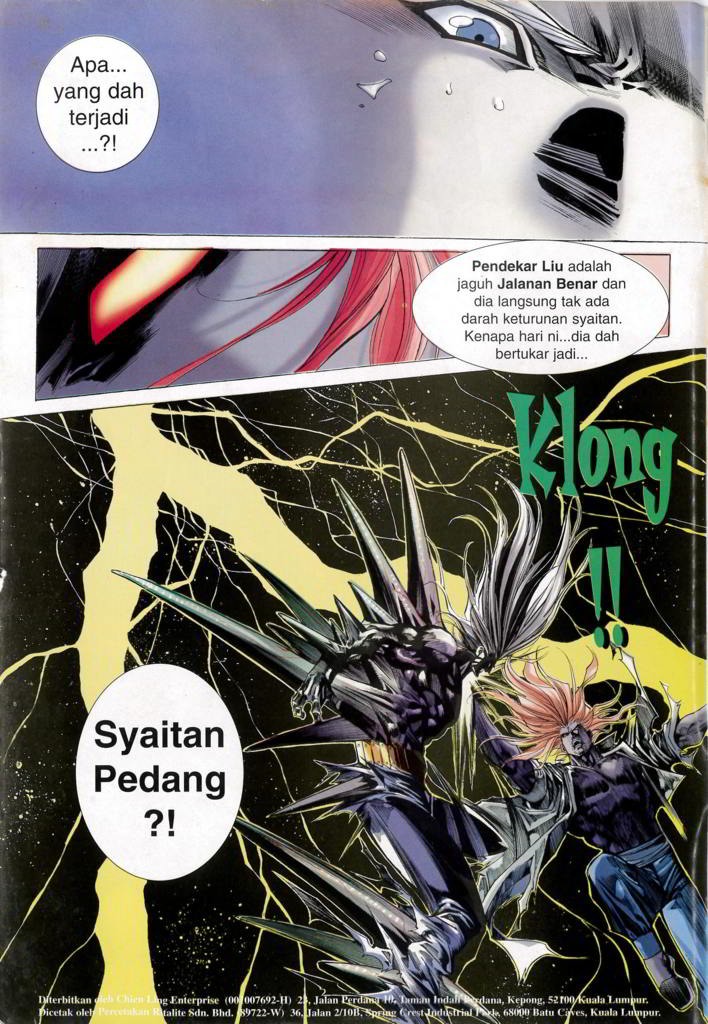 Apa...
yang dah
terjadi
...?!
Pendekar Liu adalah
jaguh Jalanan Benar dan
dia langsung tak ada
darah keturunan syaitan.
Kenapa hari ni...dia dah
bertukar jadi...
Klong
!!
Syaitan
Pedang
?!
Diterbitkan oleh Chien Ling Enterprise (001007692-H) 23, Jalan Perdana 10, Taman Indah Perdana, Kepong, 52100 Kuala Lumpur.
Dicetak oleh Percetakan Ritalite Sdn. Bhd. (89722-W) 36, Jalan 2/10B, Spring Crest Industrial Park, 68000 Batu Caves, Kuala Lumpur.